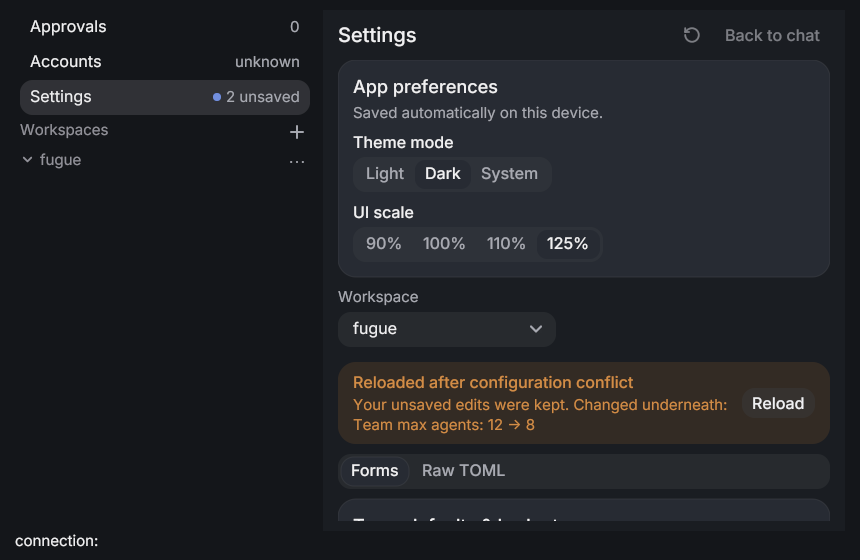 Approvals 0
Accounts unknown
Settings 2 unsaved
Workspaces
fugue
connection:
Settings Back to chat
App preferences
Saved automatically on this device.
Theme mode
Light Dark System
UI scale
90% 100% 110% 125%
Workspace
fugue
Reloaded after configuration conflict
Your unsaved edits were kept. Changed underneath:
Team max agents: 12 → 8
Reload
Forms Raw TOML